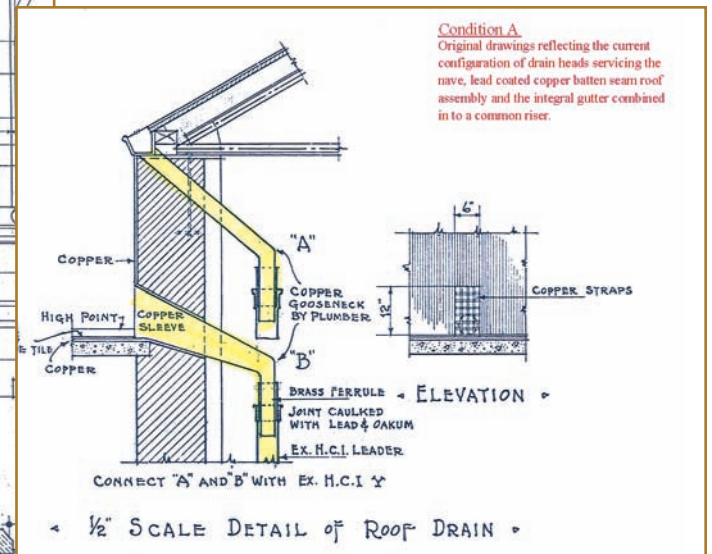 Condition A
Original drawings reflecting the current
configuration of drain heads servicing the
nave, lead coated copper batten seam roof
assembly and the integral gutter combined
in to a common riser.
"A"
COPPER
COPPER
GOOSENECK
BY PLUMBER
HIGH POINT
COPPER
SLEEVE
E TILE
COPPER
"B"
BRASS FERRULE
JOINT CAULKED
WITH LEAD & OAKUM
EX. H.C.I. LEADER
CONNECT "A" AND "B" WITH EX. H.C.I Y
6"
12"
COPPER STRAPS
ELEVATION
1/2" SCALE DETAIL OF ROOF DRAIN